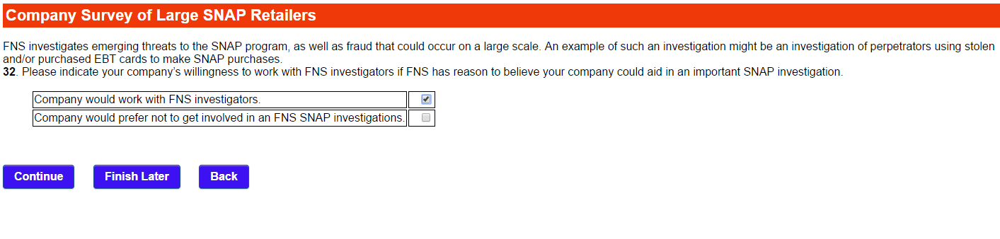 Company Survey of Large SNAP Retailers
FNS investigates emerging threats to the SNAP program, as well as fraud that could occur on a large scale. An example of such an investigation might be an investigation of perpetrators using stolen
and/or purchased EBT cards to make SNAP purchases.
32. Please indicate your company's willingness to work with FNS investigators if FNS has reason to believe your company could aid in an important SNAP investigation.
Company would work with FNS investigators.
Company would prefer not to get involved in an FNS SNAP investigations.
Continue Finish Later Back